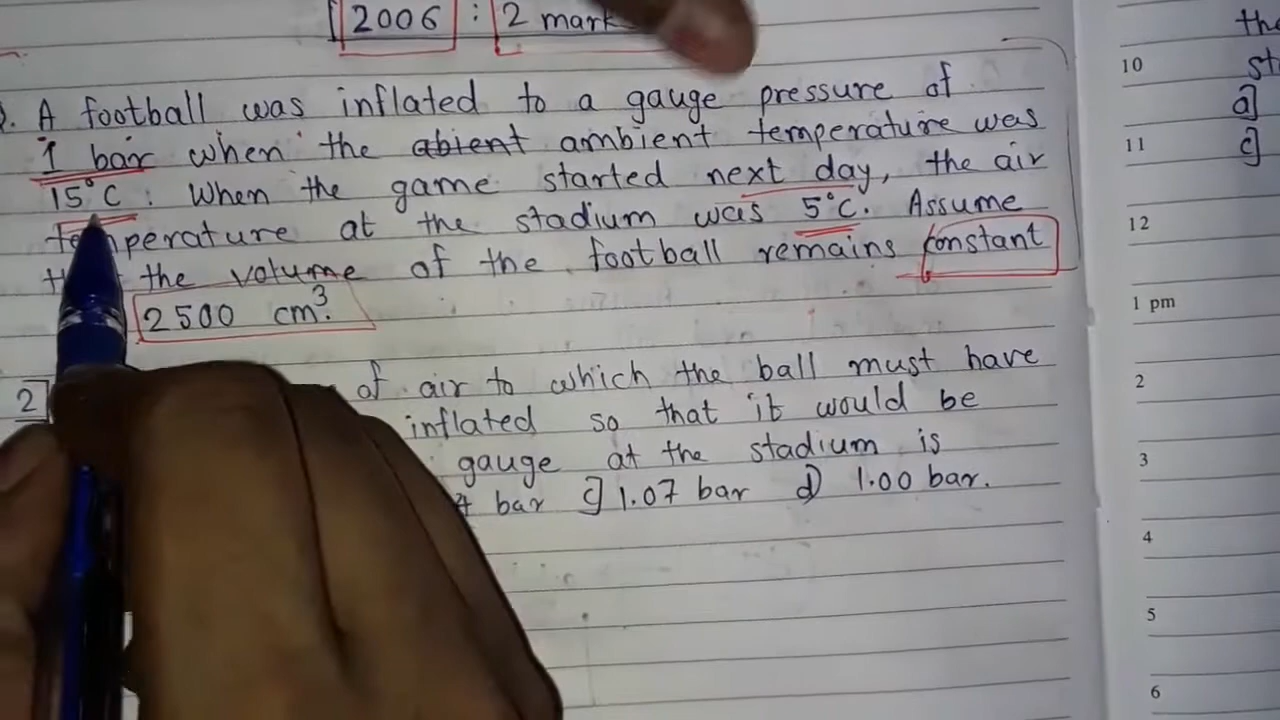 [2006 : 2 mark
A football was inflated to a gauge pressure of
1 bar when the abient ambient temperature was
15°C. When the game started next day, the air
temperature at the stadium was 5°C. Assume
the volume of the football remains constant
2500 cm³.
2] of air to which the ball must have
inflated so that it would be
gauge at the stadium is
bar c] 1.07 bar d) 1.00 bar.
the
a]
c]
10
11
12
1 pm
2
3
4
5
6